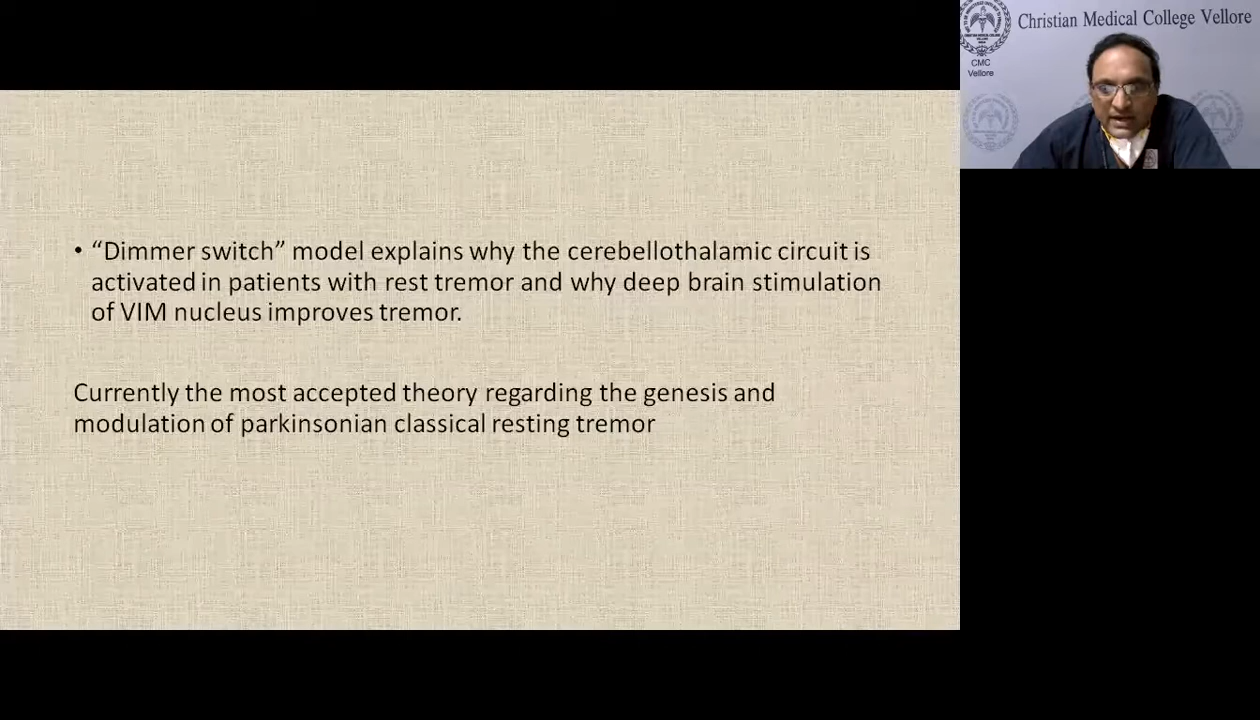 • “Dimmer switch” model explains why the cerebellothalamic circuit is
activated in patients with rest tremor and why deep brain stimulation
of VIM nucleus improves tremor.
Currently the most accepted theory regarding the genesis and
modulation of parkinsonian classical resting tremor
Christian Medical College Vellore
CMC
Vellore